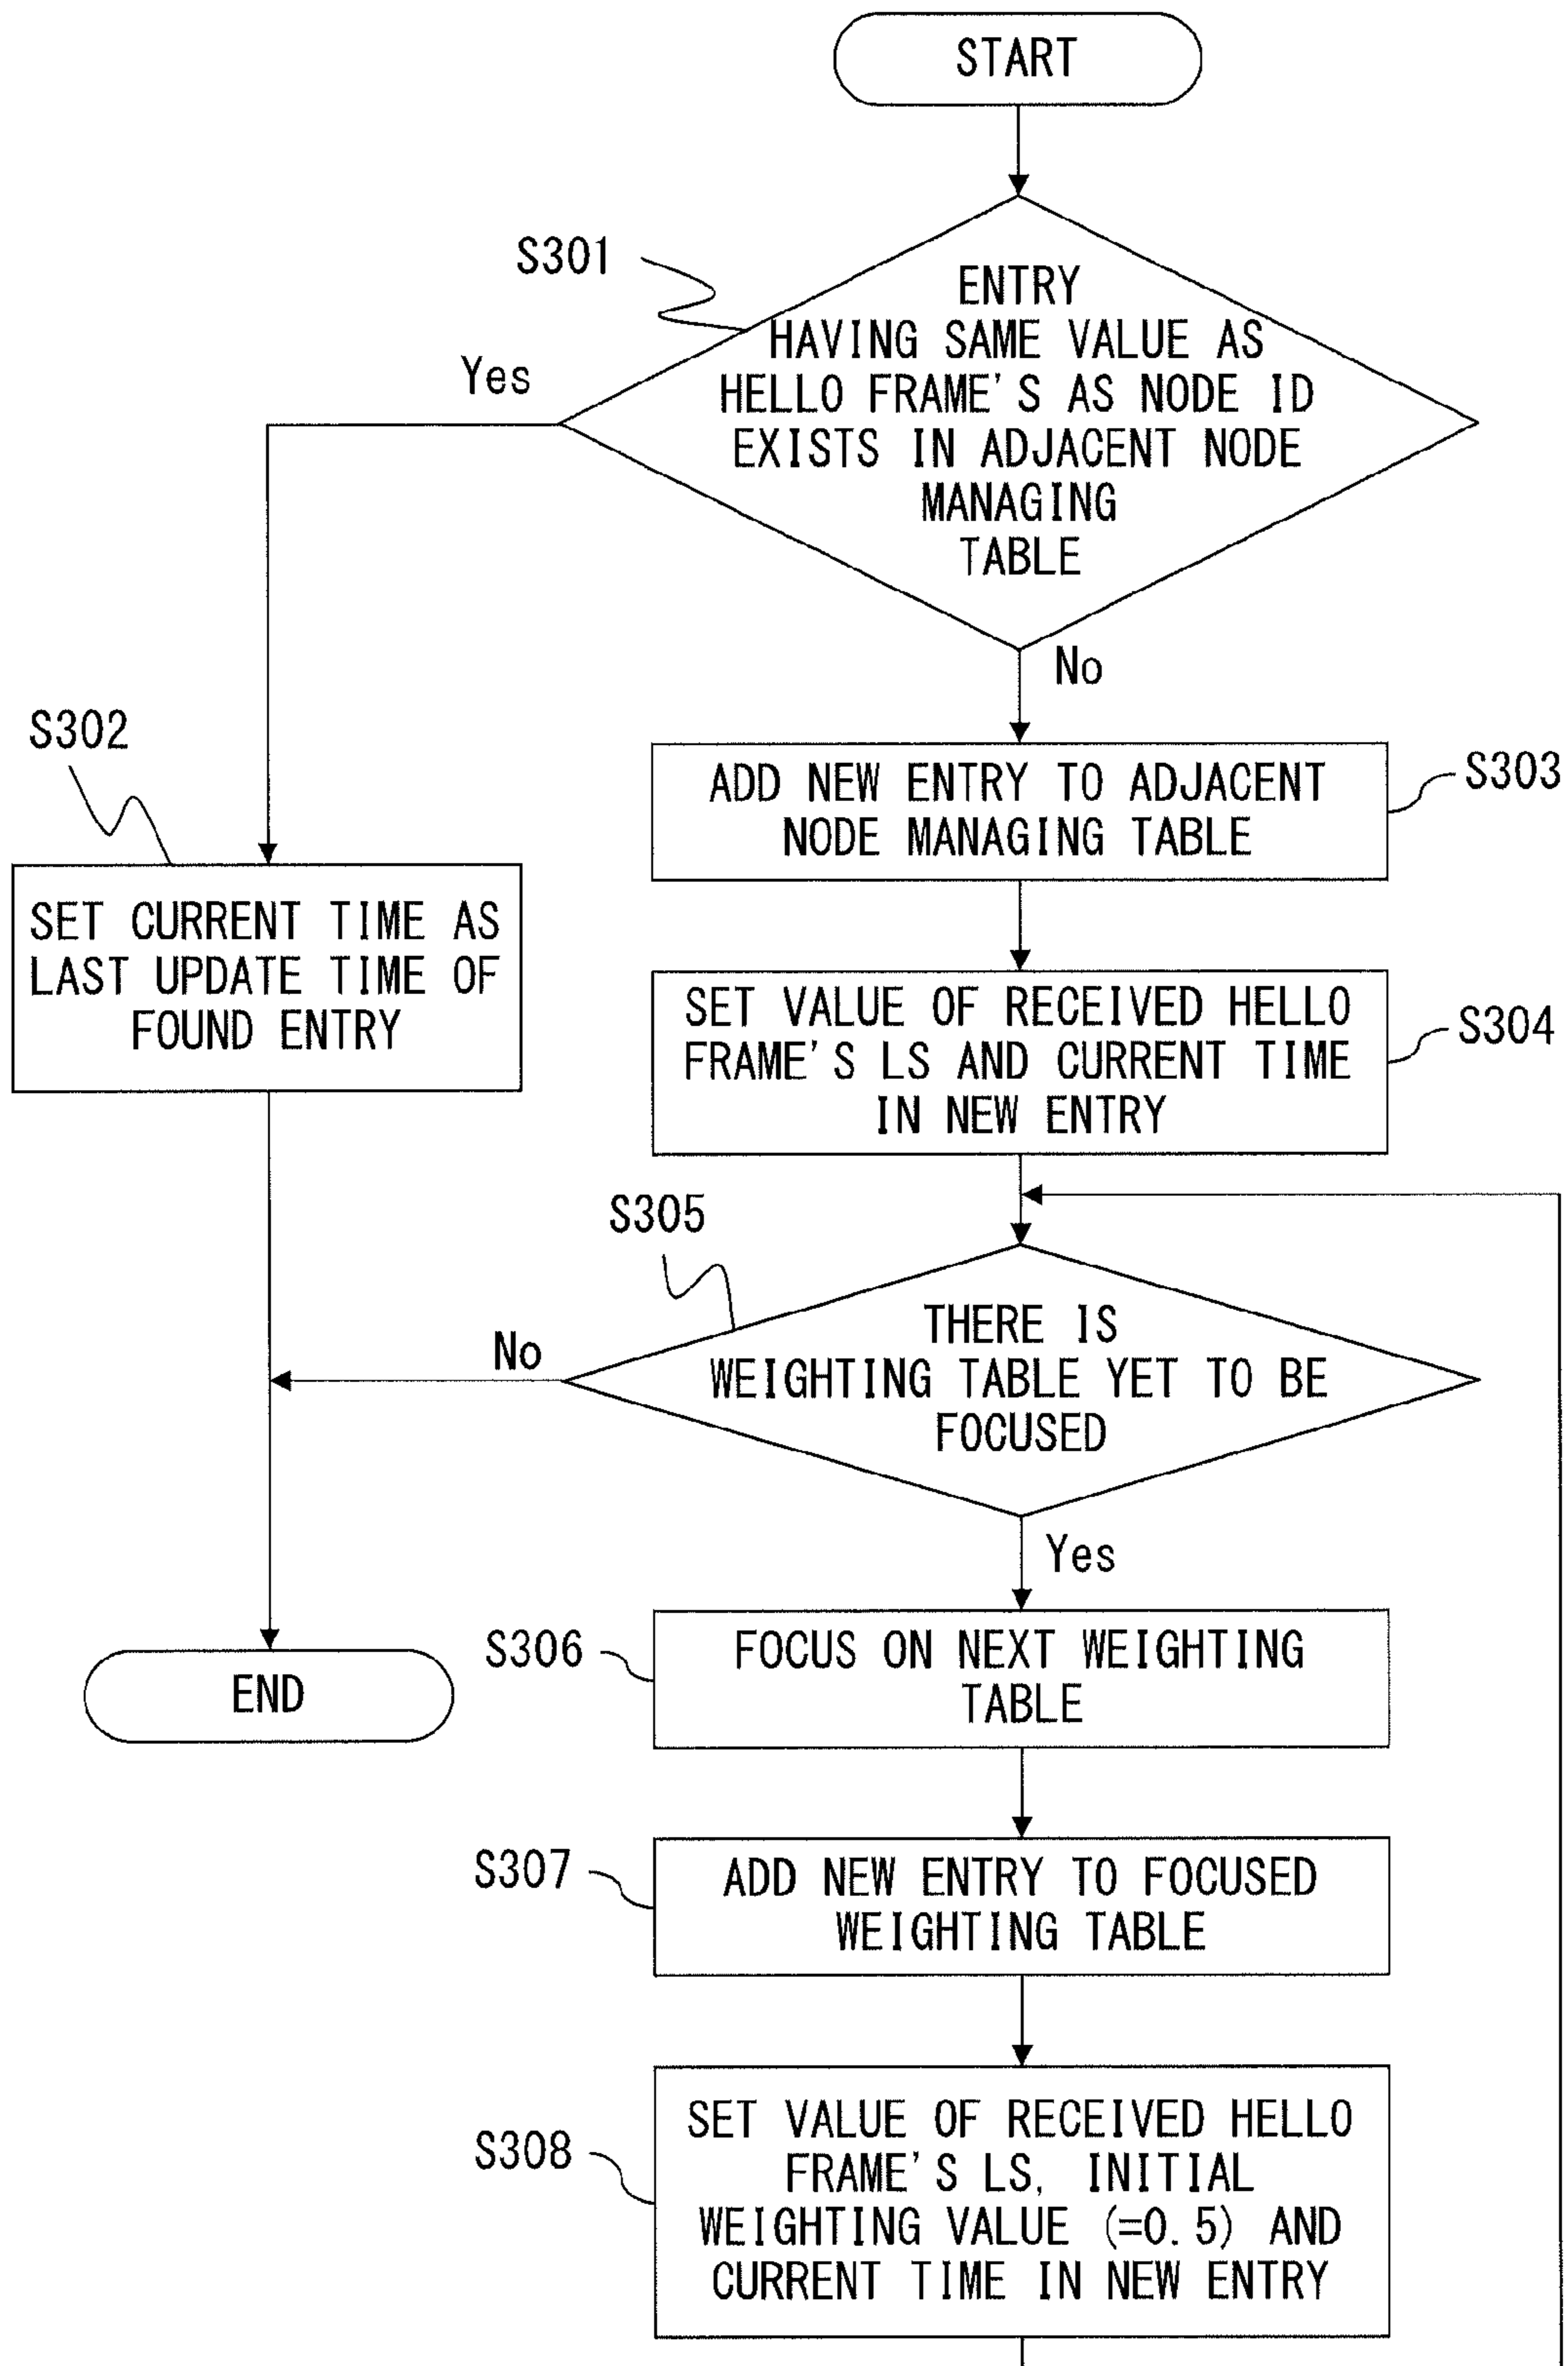 START
S301
ENTRY
HAVING SAME VALUE AS
HELLO FRAME'S AS NODE ID
EXISTS IN ADJACENT NODE
MANAGING
TABLE
Yes
No
S302
SET CURRENT TIME AS
LAST UPDATE TIME OF
FOUND ENTRY
ADD NEW ENTRY TO ADJACENT
NODE MANAGING TABLE
S303
SET VALUE OF RECEIVED HELLO
FRAME'S LS AND CURRENT TIME
IN NEW ENTRY
S304
S305
THERE IS
WEIGHTING TABLE YET TO BE
FOCUSED
No
Yes
END
S306
FOCUS ON NEXT WEIGHTING
TABLE
S307
ADD NEW ENTRY TO FOCUSED
WEIGHTING TABLE
S308
SET VALUE OF RECEIVED HELLO
FRAME'S LS, INITIAL
WEIGHTING VALUE (=0.5) AND
CURRENT TIME IN NEW ENTRY